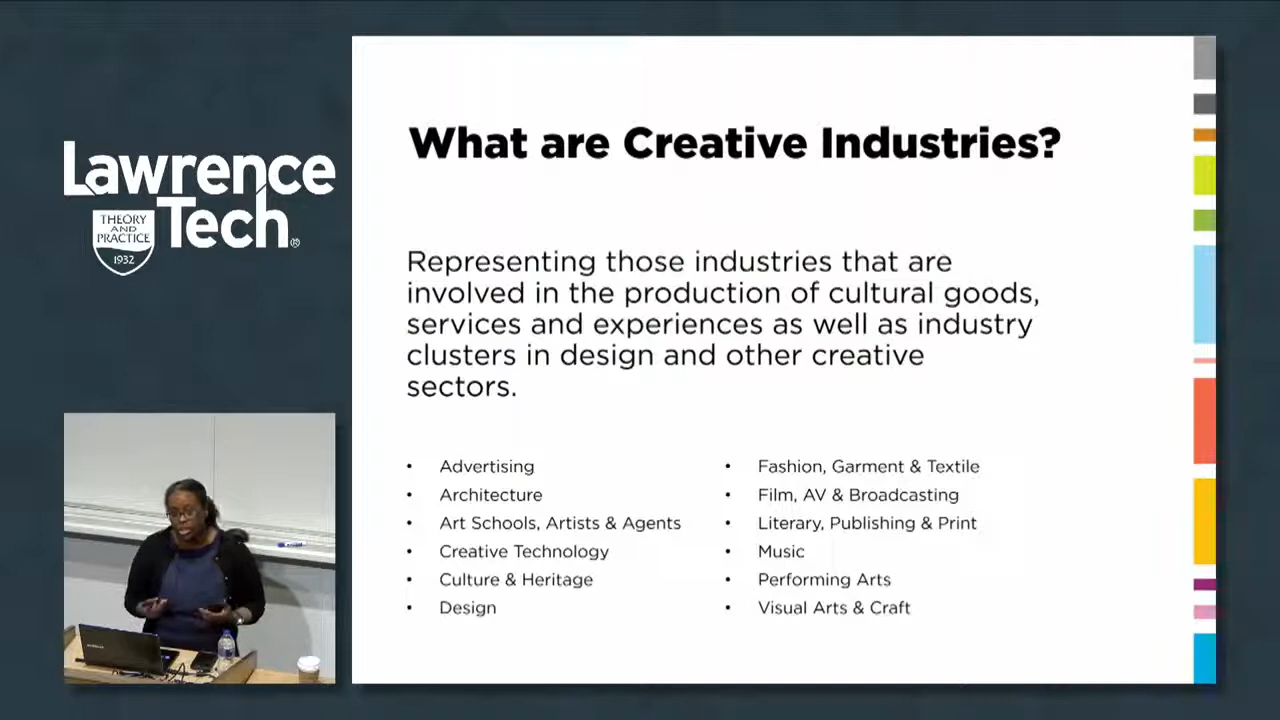 Lawrence
Tech®
THEORY
AND
PRACTICE
1932
What are Creative Industries?
Representing those industries that are
involved in the production of cultural goods,
services and experiences as well as industry
clusters in design and other creative
sectors.
• Advertising
• Architecture
• Art Schools, Artists & Agents
• Creative Technology
• Culture & Heritage
• Design
• Fashion, Garment & Textile
• Film, AV & Broadcasting
• Literary, Publishing & Print
• Music
• Performing Arts
• Visual Arts & Craft